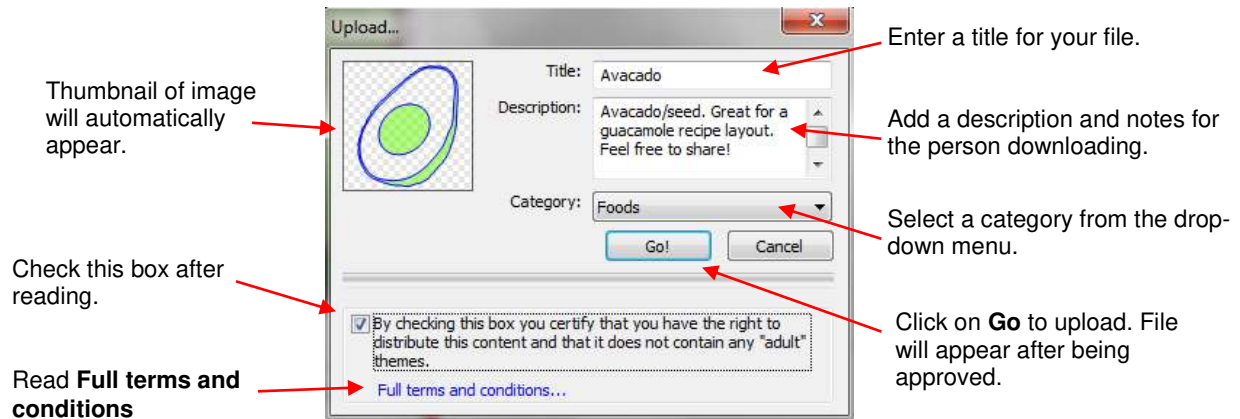 Upload...
Enter a title for your file.
Title:
Avacado
Thumbnail of image
will automatically
appear.
Description:
Avacado/seed. Great for a
guacamole recipe layout.
Feel free to share!
Add a description and notes for
the person downloading.
Category:
Foods
Select a category from the drop-
down menu.
Go!
Cancel
Check this box after
reading.
By checking this box you certify that you have the right to
distribute this content and that it does not contain any "adult"
themes.
Click on Go to upload. File
will appear after being
approved.
Read Full terms and
conditions
Full terms and conditions...